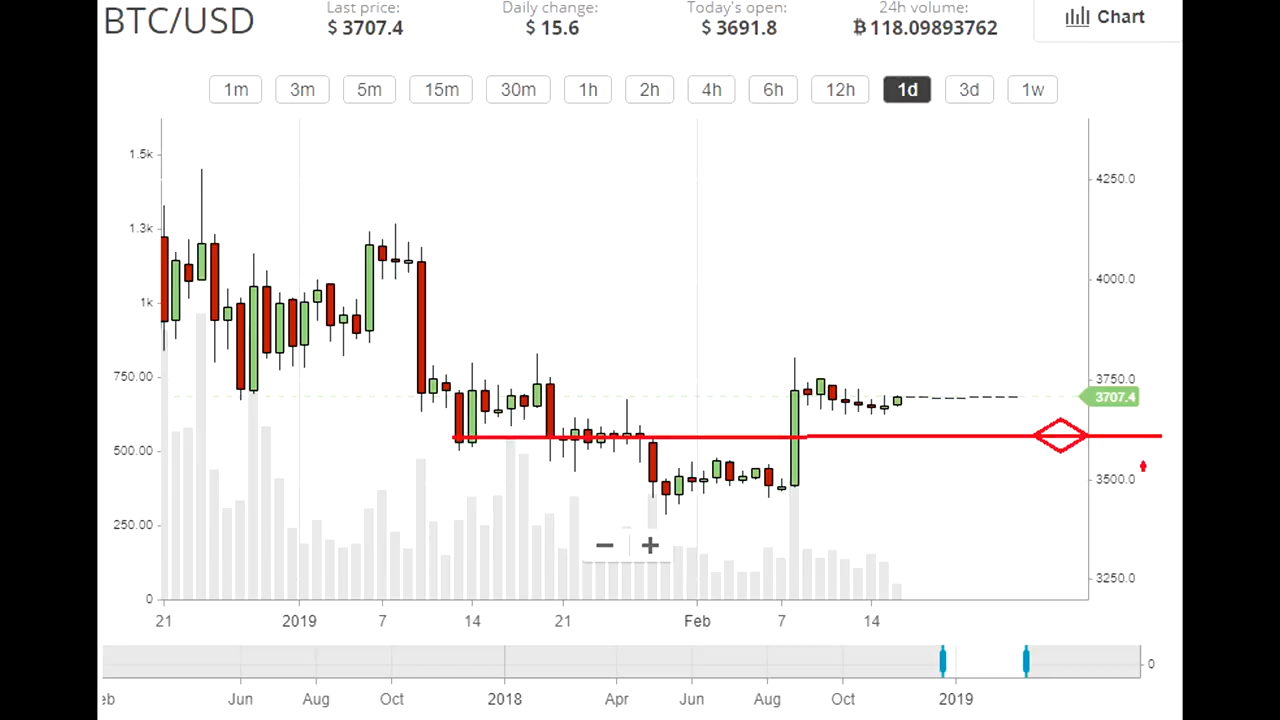 BTC/USD
Last price: Daily change: Today's open: 24h volume:
$ 3707.4 $ 15.6 $ 3691.8 ฿ 118.09893762
Chart
1m 3m 5m 15m 30m 1h 2h 4h 6h 12h 1d 3d 1w
1.5k
4250.0
1.3k
4000.0
1k
750.00
3750.0
3707.4
500.00
3500.0
250.00
3250.0
0
− +
21 2019 7 14 21 Feb 7 14
0
eb Jun Aug Oct 2018 Apr Jun Aug Oct 2019